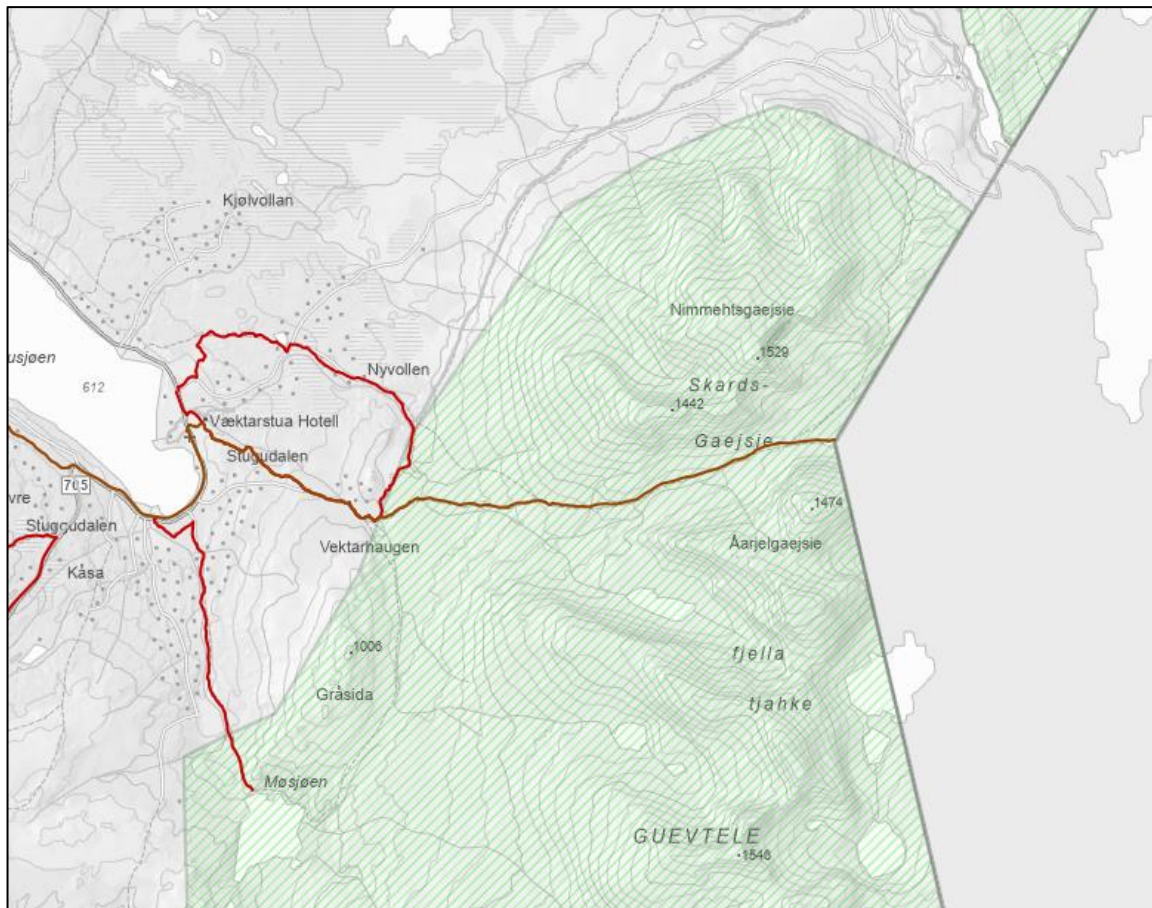 Kjølvollan
Nimmehtsgaejsie
usjøen
1529
Nyvollen
612
Skards-
1442
Væktarstua Hotell
Gaejsie
Stugudalen
705
vre
1474
Stugudalen
Vektarhaugen
Åarjelgaejsie
Kåsa
1006
fjella
Gråsida
tjahke
Møsjøen
GUEVTELE
1546